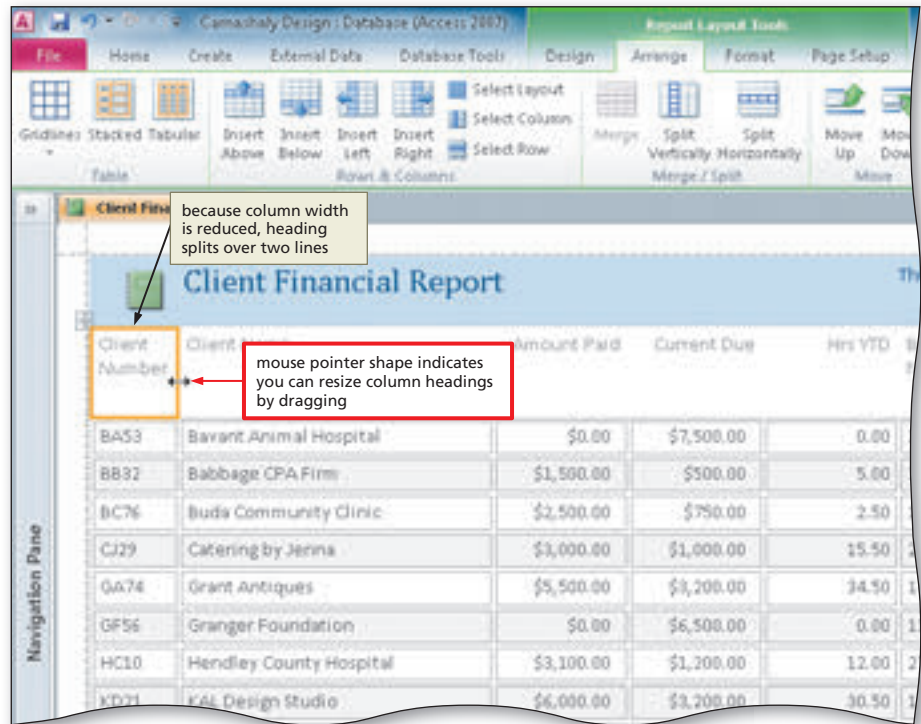 A
Camashaly Design : Database (Access 2007)
Report Layout Tools
File Home Create External Data Database Tools Design Arrange Format Page Setup
Gridlines Stacked Tabular
Insert Above Insert Below Insert Left Insert Right
Select Layout
Select Column
Select Row
Merge Split Vertically Split Horizontally
Move Up
Table Rows & Columns Merge / Split Move
because column width
is reduced, heading
splits over two lines
Client Financial Report
Client
Number
Client
Amount Paid Current Due Hrs YTD
mouse pointer shape indicates
you can resize column headings
by dragging
BA53 Bavant Animal Hospital $0.00 $7,500.00 0.00
BB32 Babbage CPA Firm $1,500.00 $500.00 5.00
BC76 Buda Community Clinic $2,500.00 $750.00 2.50
CJ29 Catering by Jenna $3,000.00 $1,000.00 15.50
GA74 Grant Antiques $5,500.00 $3,200.00 34.50
GF56 Granger Foundation $0.00 $6,500.00 0.00
HC10 Hendley County Hospital $3,100.00 $1,200.00 12.00
KD21 KAL Design Studio $6,000.00 $3,200.00 30.50
Navigation Pane